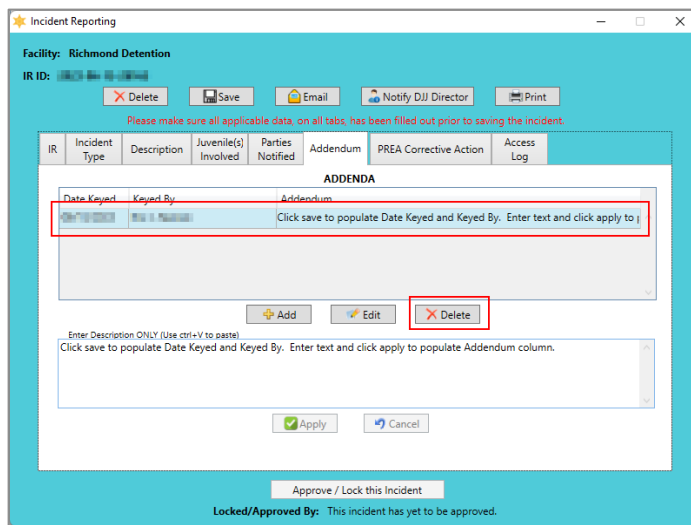 Incident Reporting
Facility: Richmond Detention
IR ID:
Delete Save Email Notify DJJ Director Print
Please make sure all applicable data, on all tabs, has been filled out prior to saving the incident.
IR Incident Type Description Juvenile(s) Involved Parties Notified Addendum PREA Corrective Action Access Log
ADDENDA
Date Keyed Keyed By Addendum
Click save to populate Date Keyed and Keyed By. Enter text and click apply to
Add Edit Delete
Enter Description ONLY (Use ctrl+V to paste)
Click save to populate Date Keyed and Keyed By. Enter text and click apply to populate Addendum column.
Apply Cancel
Approve / Lock this Incident
Locked/Approved By: This incident has yet to be approved.